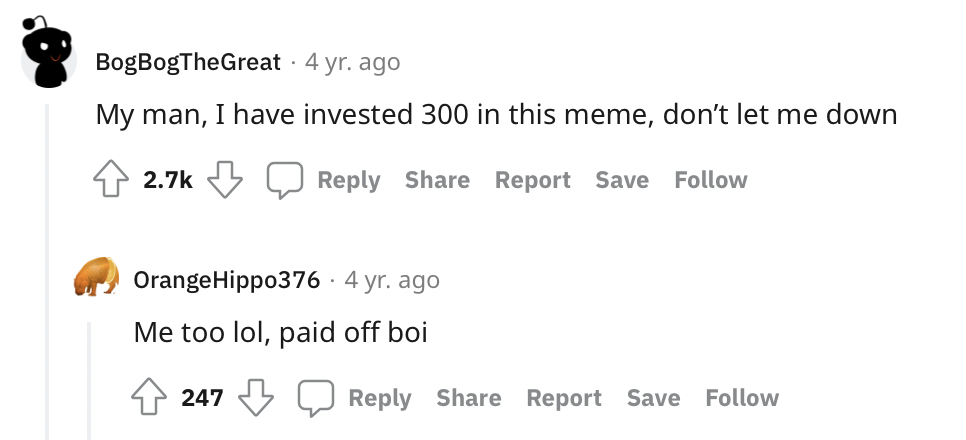 BogBogTheGreat · 4 yr. ago
My man, I have invested 300 in this meme, don’t let me down
2.7k Reply Share Report Save Follow
OrangeHippo376 · 4 yr. ago
Me too lol, paid off boi
247 Reply Share Report Save Follow